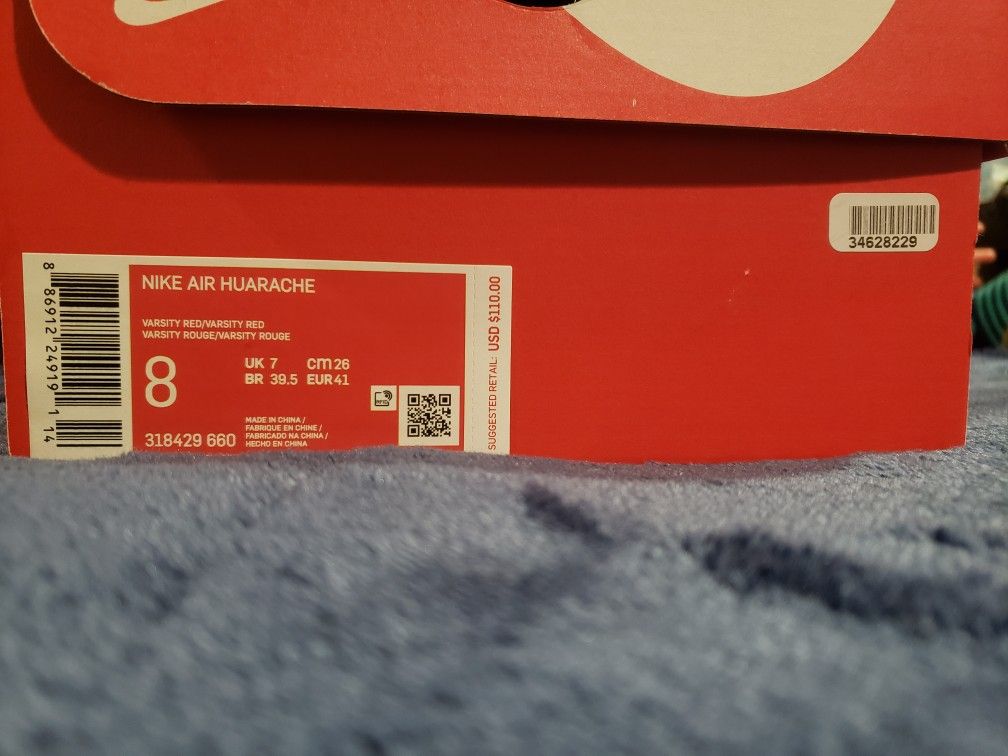 34628229
NIKE AIR HUARACHE
VARSITY RED/VARSITY RED
VARSITY ROUGE/VARSITY ROUGE
8
UK 7 cm 26
BR 39.5 EUR 41
318429 660
MADE IN CHINA /
FABRIQUE EN CHINE /
FABRICADO NA CHINA /
HECHO EN CHINA
RFID
SUGGESTED RETAIL: USD $110.00
8 86912 24919 1 14